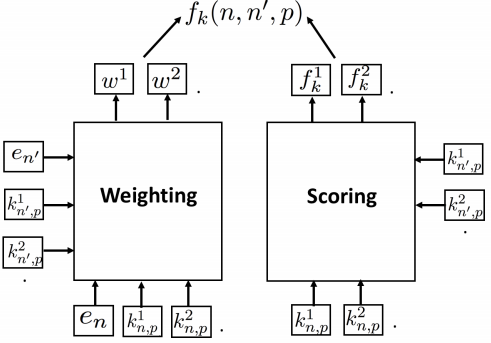 f_k(n, n′, p)
w^1 w^2 . f_k^1 f_k^2 .
e_{n′}
k_{n′,p}^1
k_{n′,p}^2
.
Weighting
e_n k_{n,p}^1 k_{n,p}^2 .
Scoring
k_{n′,p}^1
k_{n′,p}^2
.
k_{n,p}^1 k_{n,p}^2 .